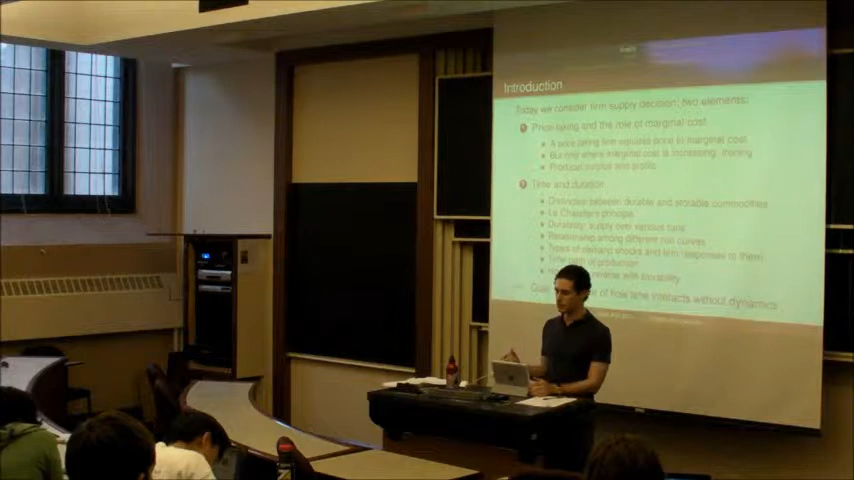 Introduction
Today we consider firm supply decision: two elements:
Price-taking and the role of marginal cost
A price taking firm equates price to marginal cost
But only where marginal cost is increasing: ironing
Producer surplus and profits
Time and duration
Distinction between durable and storable commodities
Le Chatelier's principle
Durability: supply over various runs
Relationship among different run curves
Types of demand shocks and firm responses to them
Time path of production
with storability
of how time interacts without dynamics